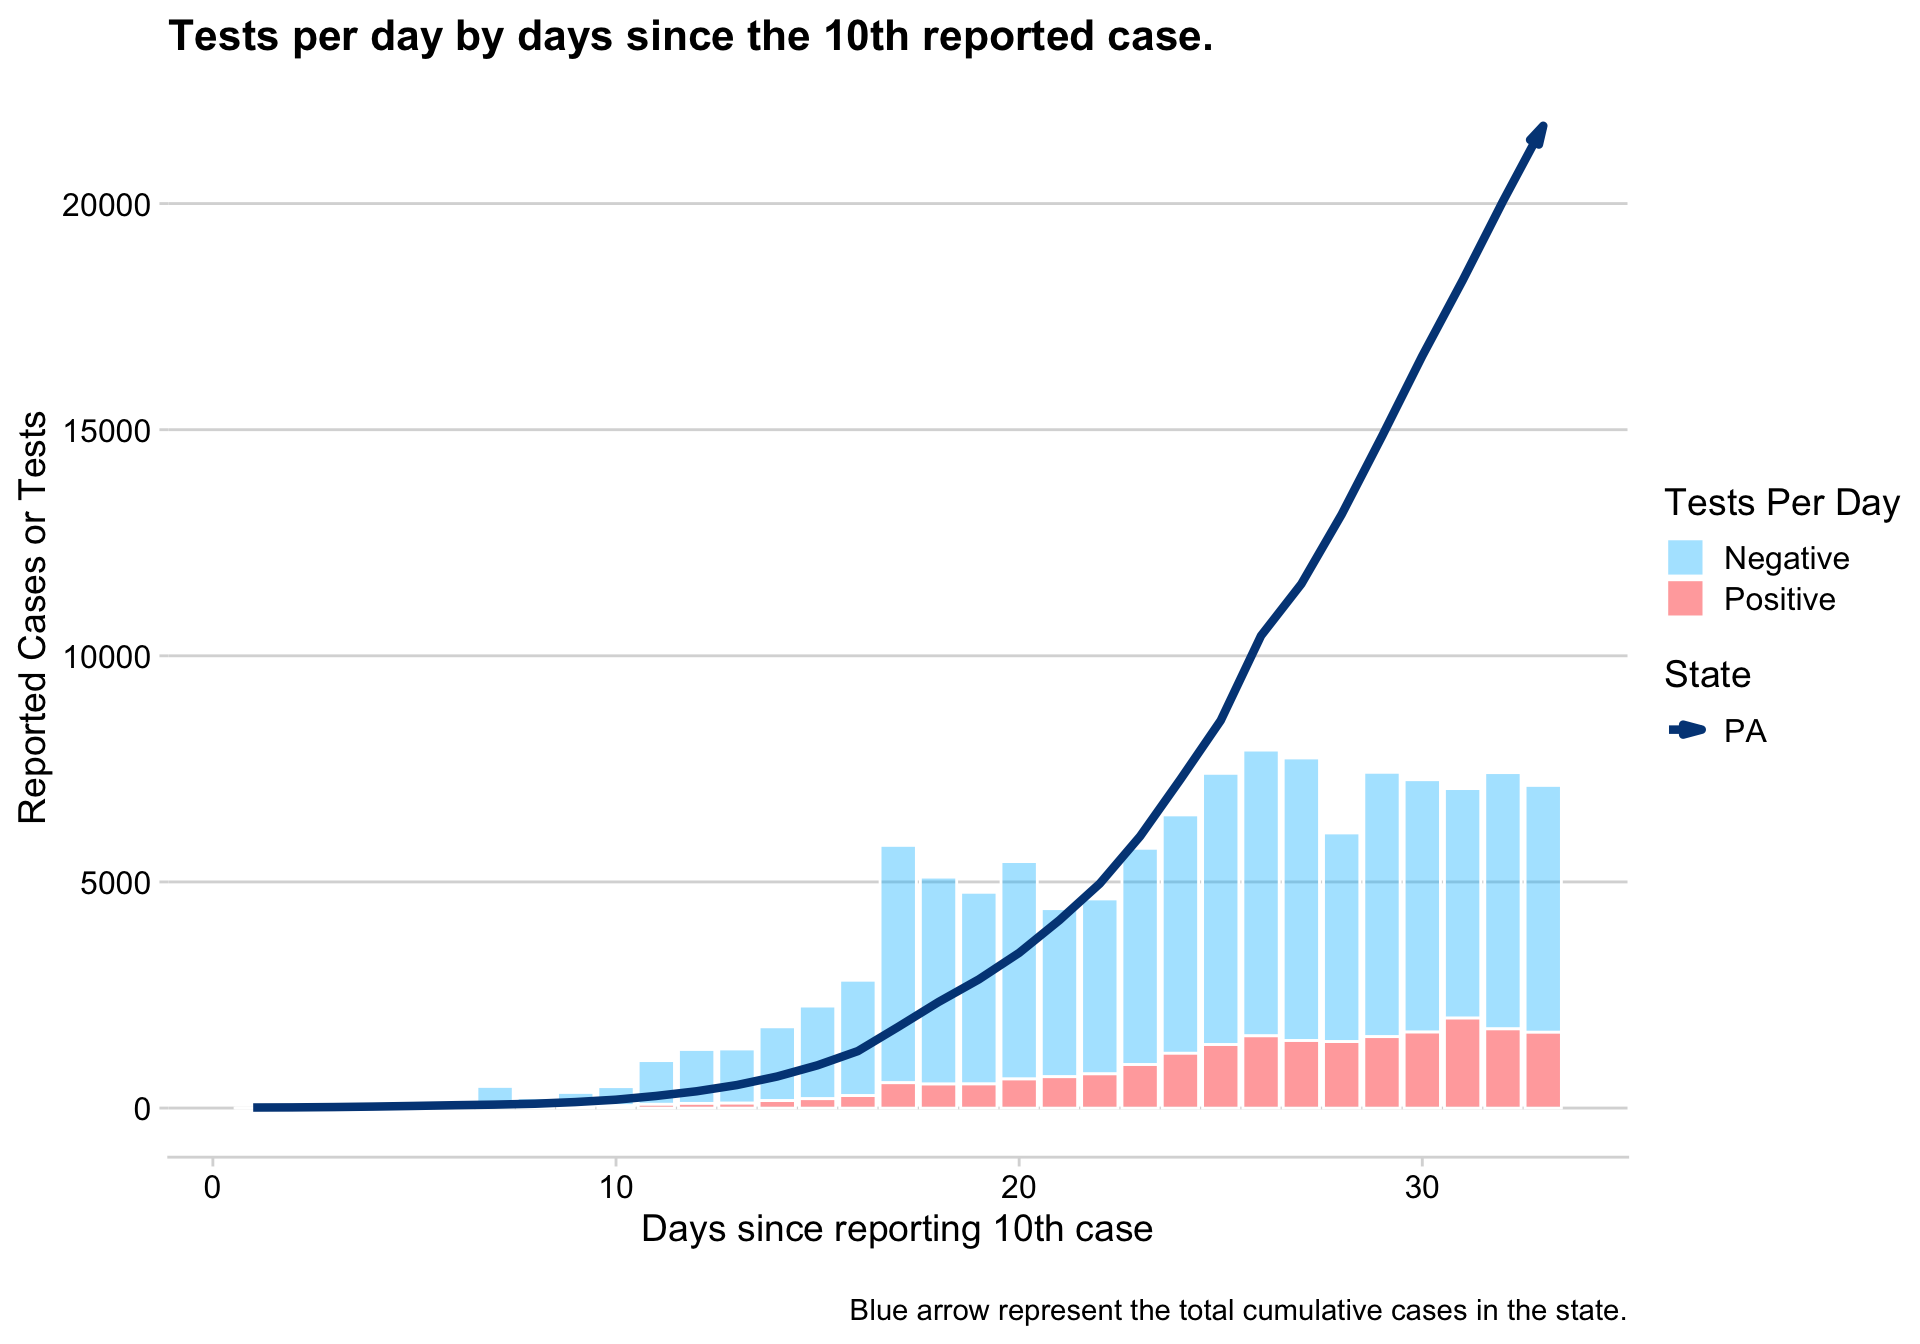 Tests per day by days since the 10th reported case.
Reported Cases or Tests
20000
15000
10000
5000
0
0 10 20 30
Days since reporting 10th case
Tests Per Day
Negative
Positive
State
PA
Blue arrow represent the total cumulative cases in the state.